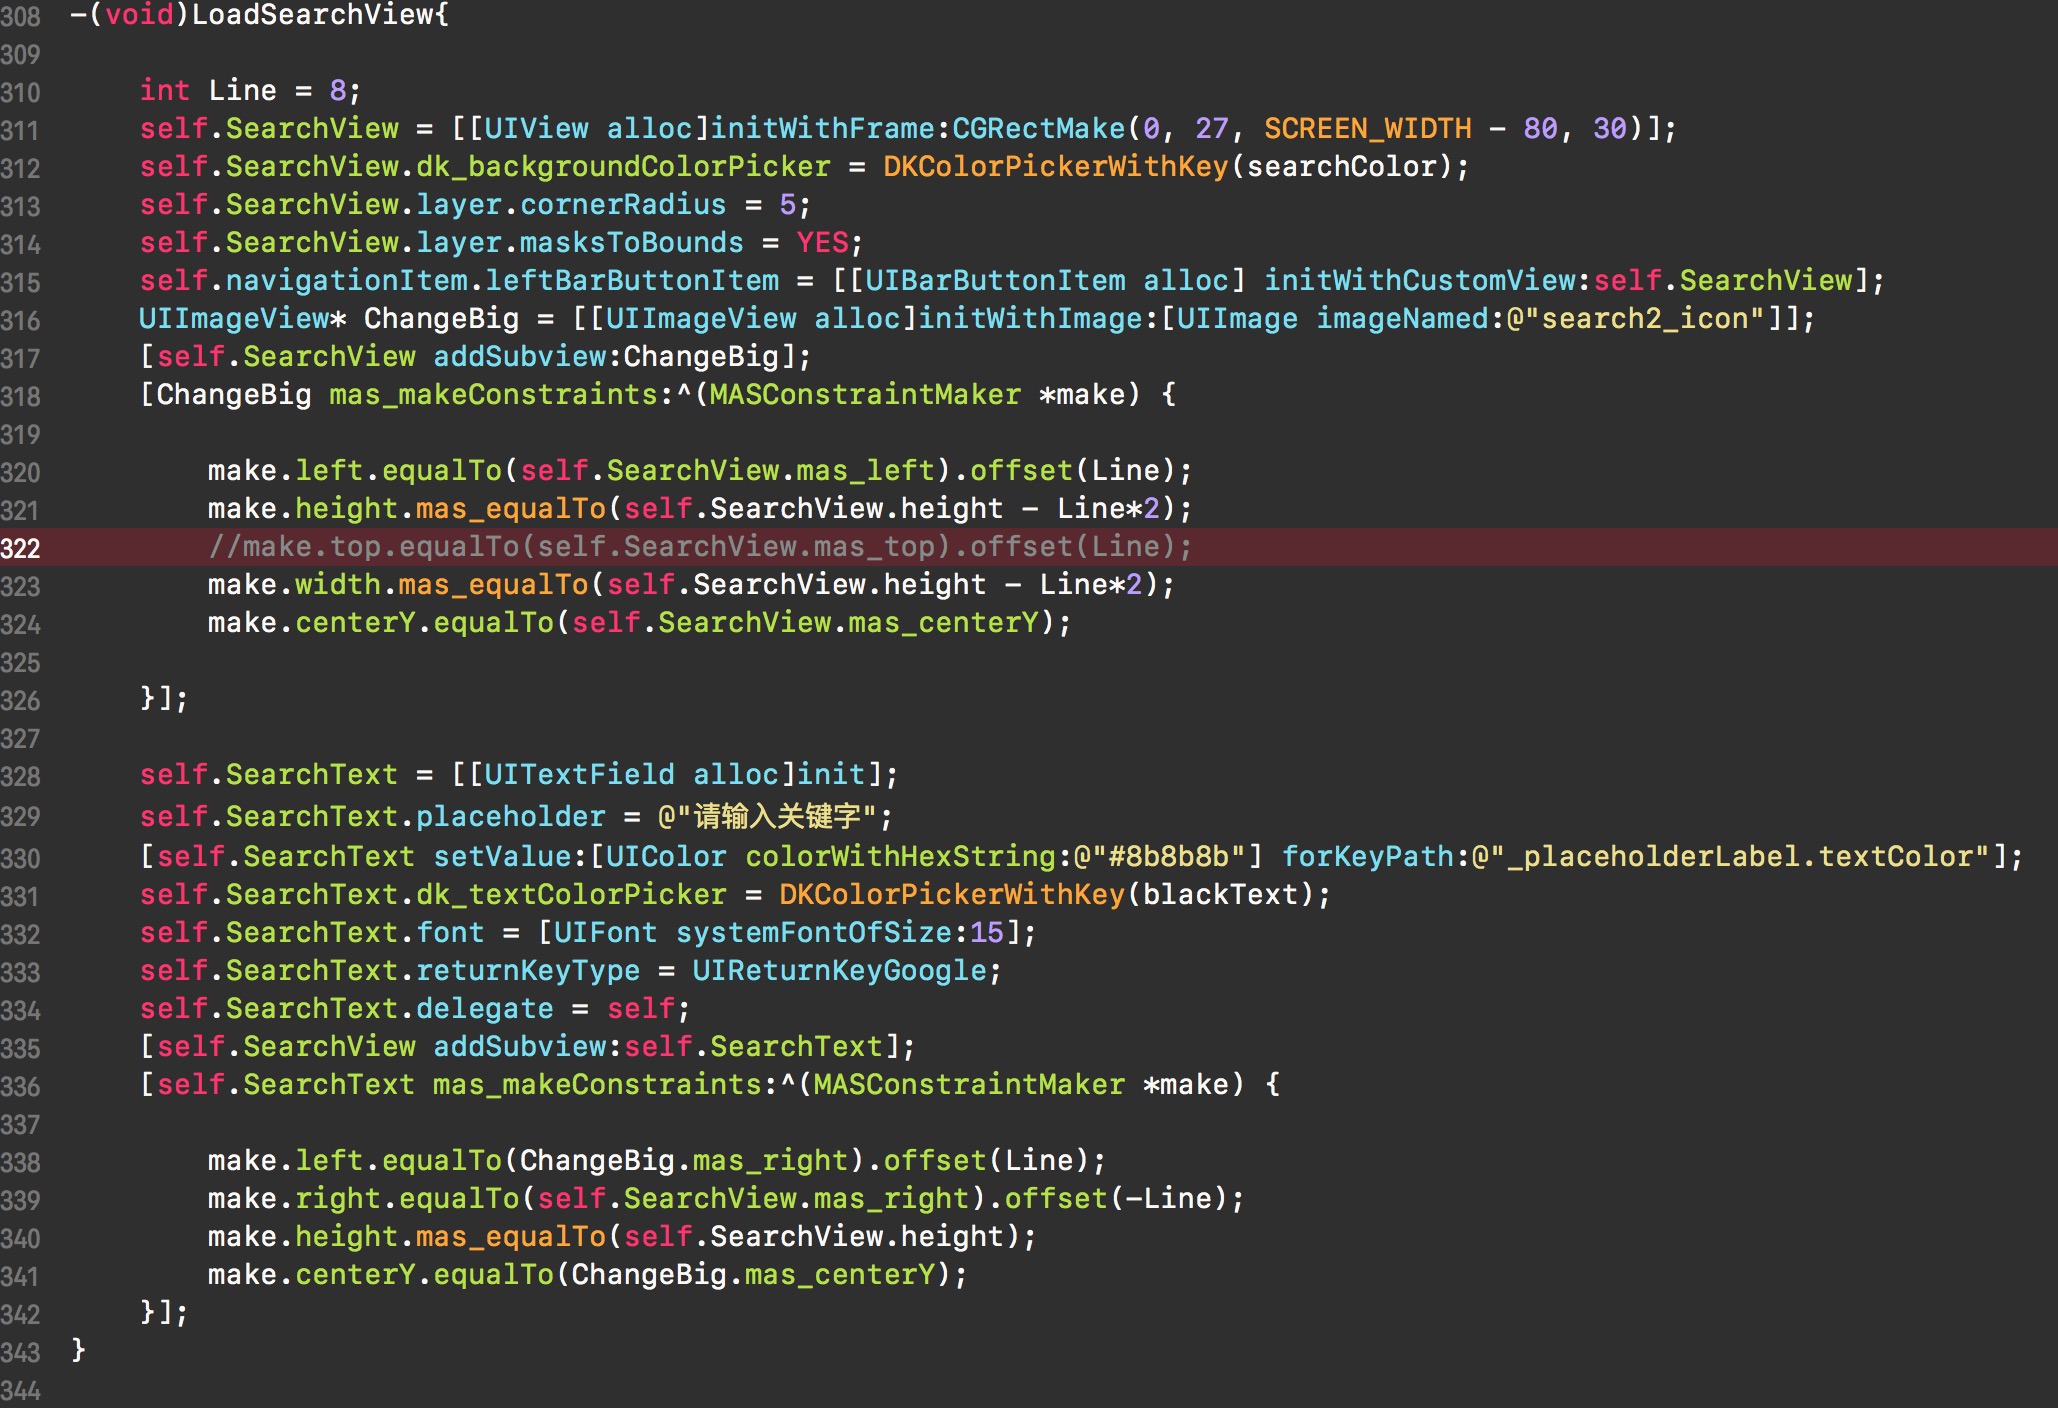 308 -(void)LoadSearchView{
309
310     int Line = 8;
311     self.SearchView = [[UIView alloc]initWithFrame:CGRectMake(0, 27, SCREEN_WIDTH - 80, 30)];
312     self.SearchView.dk_backgroundColorPicker = DKColorPickerWithKey(searchColor);
313     self.SearchView.layer.cornerRadius = 5;
314     self.SearchView.layer.masksToBounds = YES;
315     self.navigationItem.leftBarButtonItem = [[UIBarButtonItem alloc] initWithCustomView:self.SearchView];
316     UIImageView* ChangeBig = [[UIImageView alloc]initWithImage:[UIImage imageNamed:@"search2_icon"]];
317     [self.SearchView addSubview:ChangeBig];
318     [ChangeBig mas_makeConstraints:^(MASConstraintMaker *make) {
319
320         make.left.equalTo(self.SearchView.mas_left).offset(Line);
321         make.height.mas_equalTo(self.SearchView.height - Line*2);
322         //make.top.equalTo(self.SearchView.mas_top).offset(Line);
323         make.width.mas_equalTo(self.SearchView.height - Line*2);
324         make.centerY.equalTo(self.SearchView.mas_centerY);
325
326     }];
327
328     self.SearchText = [[UITextField alloc]init];
329     self.SearchText.placeholder = @"请输入关键字";
330     [self.SearchText setValue:[UIColor colorWithHexString:@"#8b8b8b"] forKeyPath:@"_placeholderLabel.textColor"];
331     self.SearchText.dk_textColorPicker = DKColorPickerWithKey(blackText);
332     self.SearchText.font = [UIFont systemFontOfSize:15];
333     self.SearchText.returnKeyType = UIReturnKeyGoogle;
334     self.SearchText.delegate = self;
335     [self.SearchView addSubview:self.SearchText];
336     [self.SearchText mas_makeConstraints:^(MASConstraintMaker *make) {
337
338         make.left.equalTo(ChangeBig.mas_right).offset(Line);
339         make.right.equalTo(self.SearchView.mas_right).offset(-Line);
340         make.height.mas_equalTo(self.SearchView.height);
341         make.centerY.equalTo(ChangeBig.mas_centerY);
342     }];
343 }
344